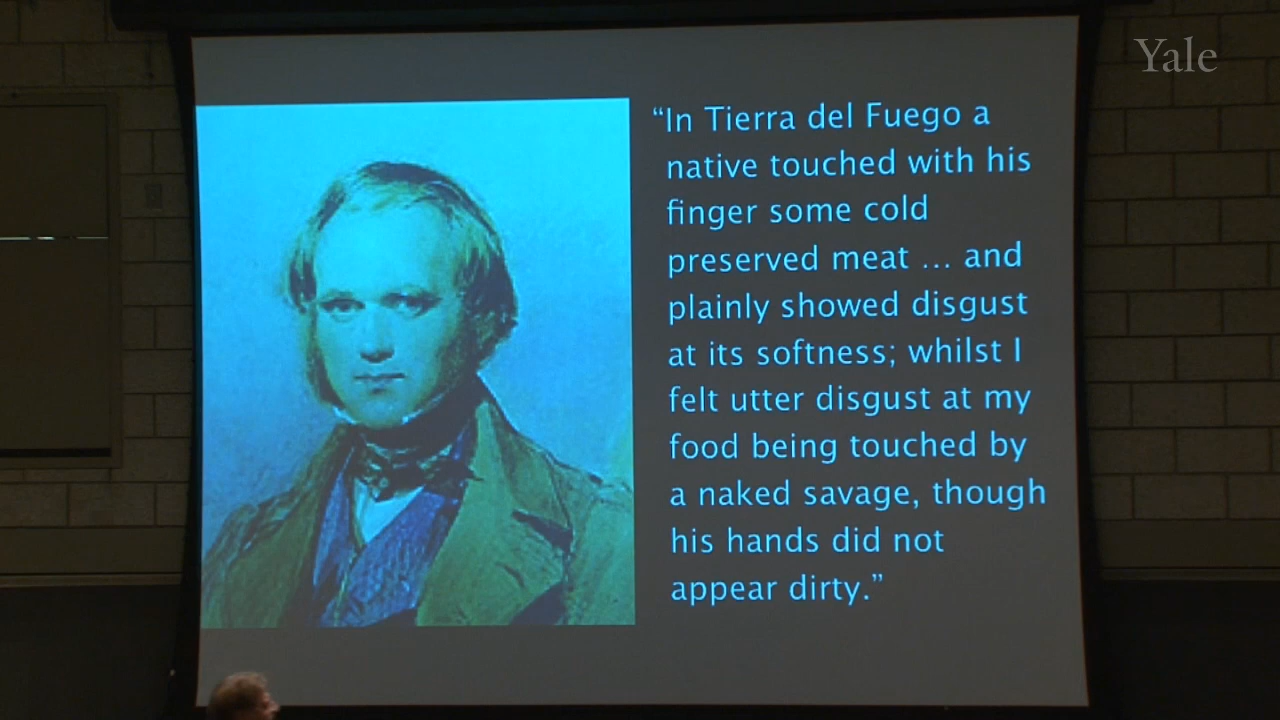 Yale
“In Tierra del Fuego a
native touched with his
finger some cold
preserved meat ... and
plainly showed disgust
at its softness; whilst I
felt utter disgust at my
food being touched by
a naked savage, though
his hands did not
appear dirty.”